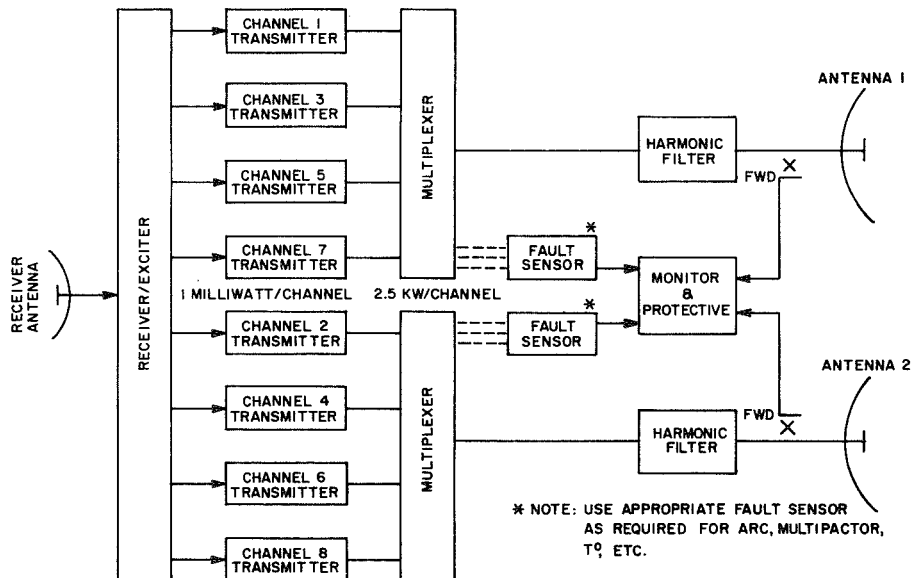 RECEIVER
ANTENNA
RECEIVER/EXCITER
CHANNEL 1
TRANSMITTER
CHANNEL 3
TRANSMITTER
CHANNEL 5
TRANSMITTER
CHANNEL 7
TRANSMITTER
1 MILLIWATT/CHANNEL
2.5 KW/CHANNEL
CHANNEL 2
TRANSMITTER
CHANNEL 4
TRANSMITTER
CHANNEL 6
TRANSMITTER
CHANNEL 8
TRANSMITTER
MULTIPLEXER
MULTIPLEXER
*
FAULT
SENSOR
*
FAULT
SENSOR
HARMONIC
FILTER
FWD
MONITOR
&
PROTECTIVE
FWD
HARMONIC
FILTER
ANTENNA 1
ANTENNA 2
* NOTE: USE APPROPRIATE FAULT SENSOR
AS REQUIRED FOR ARC, MULTIPACTOR,
T°, ETC.